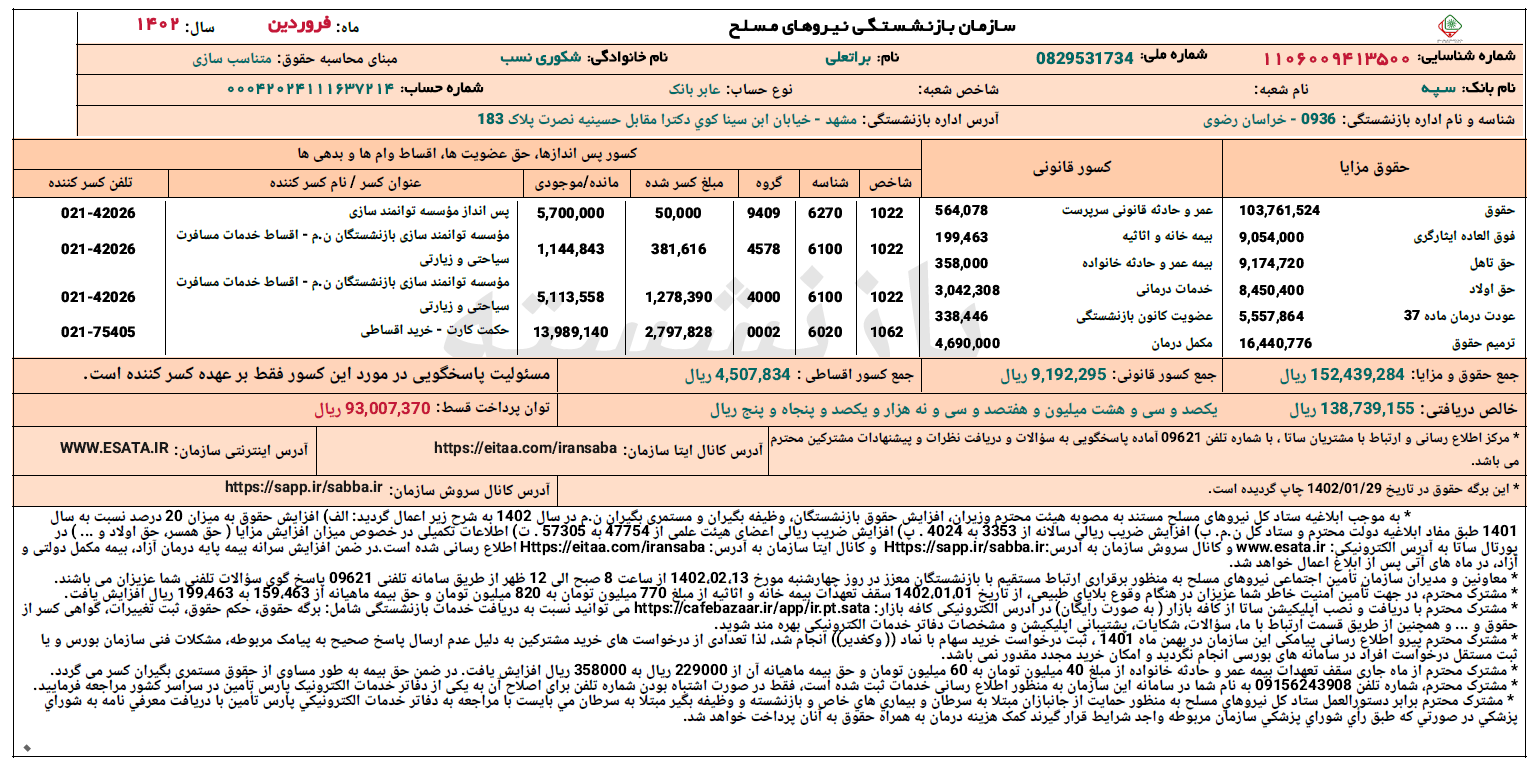 سازمان بازنشستگی نیروهای مسلح
ماه: فروردین سال: ۱۴۰۲
شماره شناسایی: ۱۱۰۶۰۰۹۴۱۳۵۰۰ شماره ملی: 0829531734 نام: براتعلی نام خانوادگی: شکوری نسب مبنای محاسبه حقوق: متناسب سازی
نام بانک: سپه نام شعبه: شاخص شعبه: نوع حساب: عابر بانک شماره حساب: ۰۰۰۴۲۰۲۴۱۱۱۶۳۷۲۱۴
شناسه و نام اداره بازنشستگی: 0936 - خراسان رضوی آدرس اداره بازنشستگی: مشهد - خیابان ابن سینا کوي دکترا مقابل حسینیه نصرت پلاک 183
حقوق مزایا
حقوق 103,761,524
فوق العاده ایثارگری 9,054,000
حق تاهل 9,174,720
حق اولاد 8,450,400
عودت درمان ماده 37 5,557,864
ترمیم حقوق 16,440,776
کسور قانونی
عمر و حادثه قانونی سرپرست 564,078
بیمه خانه و اثاثیه 199,463
بیمه عمر و حادثه خانواده 358,000
خدمات درمانی 3,042,308
عضویت کانون بازنشستگی 338,446
مکمل درمان 4,690,000
کسور پس اندازها، حق عضویت ها، اقساط وام ها و بدهی ها
شاخص شناسه گروه مبلغ کسر شده مانده/موجودی عنوان کسر / نام کسر کننده تلفن کسر کننده
1022 6270 9409 50,000 5,700,000 پس انداز مؤسسه توانمند سازی 021-42026
1022 6100 4578 381,616 1,144,843 مؤسسه توانمند سازی بازنشستگان ن.م - اقساط خدمات مسافرت 021-42026
سیاحتی و زیارتی
1022 6100 4000 1,278,390 5,113,558 مؤسسه توانمند سازی بازنشستگان ن.م - اقساط خدمات مسافرت 021-42026
سیاحتی و زیارتی
1062 6020 0002 2,797,828 13,989,140 حکمت کارت - خرید اقساطی 021-75405
بازنشسته
جمع حقوق و مزایا: 152,439,284 ریال جمع کسور قانونی: 9,192,295 ریال جمع کسور اقساطی : 4,507,834 ریال مسئولیت پاسخگویی در مورد این کسور فقط بر عهده کسر کننده است.
خالص دریافتی: 138,739,155 ریال یکصد و سی و هشت میلیون و هفتصد و سی و نه هزار و یکصد و پنجاه و پنج ریال توان پرداخت قسط: 93,007,370 ریال
* مرکز اطلاع رسانی و ارتباط با مشتریان ساتا ، با شماره تلفن 09621 آماده پاسخگویی به سؤالات و دریافت نظرات و پیشنهادات مشترکین محترم
می باشد.
آدرس کانال ایتا سازمان: https://eitaa.com/iransaba آدرس اینترنتی سازمان: WWW.ESATA.IR
* این برگه حقوق در تاریخ 1402/01/29 چاپ گردیده است. آدرس کانال سروش سازمان: https://sapp.ir/sabba.ir
* به موجب ابلاغیه ستاد کل نیروهای مسلح مستند به مصوبه هیئت محترم وزیران، افزایش حقوق بازنشستگان، وظیفه بگیران و مستمری بگیران ن.م در سال 1402 به شرح زیر اعمال گردید: الف) افزایش حقوق به میزان 20 درصد نسبت به سال
1401 طبق مفاد ابلاغیه دولت محترم و ستاد کل ن.م. ب) افزایش ضریب ریالی سالانه از 3353 به 4024 . پ) افزایش ضریب ریالی اعضای هیئت علمی از 47754 به 57305 . ت) اطلاعات تکمیلی در خصوص میزان افزایش مزایا ( حق همسر، حق اولاد و ... ) در
پورتال ساتا به آدرس الکترونیکی: www.esata.ir و کانال سروش سازمان به آدرس:Https://sapp.ir/sabba.ir و کانال ایتا سازمان به آدرس: Https://eitaa.com/iransaba اطلاع رسانی شده است.در ضمن افزایش سرانه بیمه پایه درمان آزاد، بیمه مکمل دولتی و
آزاد، در ماه های آتی پس از ابلاغ اعمال خواهد شد.
* معاونین و مدیران سازمان تأمین اجتماعی نیروهای مسلح به منظور برقراری ارتباط مستقیم با بازنشستگان معزز در روز چهارشنبه مورخ 1402،02،13 از ساعت 8 صبح الی 12 ظهر از طریق سامانه تلفنی 09621 پاسخ گوی سؤالات تلفنی شما عزیزان می باشند.
* مشترک محترم، در جهت تأمین امنیت خاطر شما عزیزان در هنگام وقوع بلایای طبیعی، از تاریخ 1402،01،01 سقف تعهدات بیمه خانه و اثاثیه از مبلغ 770 میلیون تومان به 820 میلیون تومان و حق بیمه ماهیانه از 159,463 به 199,463 ریال افزایش یافت.
* مشترک محترم با دریافت و نصب اپلیکیشن ساتا از کافه بازار ( به صورت رایگان) در آدرس الکترونیکی کافه بازار: https://cafebazaar.ir/app/ir.pt.sata می توانید نسبت به دریافت خدمات بازنشستگی شامل: برگه حقوق، حکم حقوق، ثبت تغییرات، گواهی کسر از
حقوق و ... و همچنین از طریق قسمت ارتباط با ما، سؤالات، شکایات، پشتیبانی اپلیکیشن و مشخصات دفاتر خدمات الکترونیکی بهره مند شوید.
* مشترک محترم پیرو اطلاع رسانی پیامکی این سازمان در بهمن ماه 1401 ، ثبت درخواست خرید سهام با نماد (( وکغدیر)) انجام شد، لذا تعدادی از درخواست های خرید مشترکین به دلیل عدم ارسال پاسخ صحیح به پیامک مربوطه، مشکلات فنی سازمان بورس و یا
ثبت مستقل درخواست افراد در سامانه های بورسی انجام نگردید و امکان خرید مجدد مقدور نمی باشد.
* مشترک محترم از ماه جاری سقف تعهدات بیمه عمر و حادثه خانواده از مبلغ 40 میلیون تومان به 60 میلیون تومان و حق بیمه ماهیانه آن از 229000 ریال به 358000 ریال افزایش یافت. در ضمن حق بیمه به طور مساوی از حقوق مستمری بگیران کسر می گردد.
* مشترک محترم، شماره تلفن 09156243908 به نام شما در سامانه این سازمان به منظور اطلاع رسانی خدمات ثبت شده است، فقط در صورت اشتباه بودن شماره تلفن برای اصلاح آن به یکی از دفاتر خدمات الکترونیک پارس تأمین در سراسر کشور مراجعه فرمایید.
* مشترک محترم برابر دستورالعمل ستاد کل نیروهای مسلح به منظور حمایت از جانبازان مبتلا به سرطان و بیماري هاي خاص و بازنشسته و وظیفه بگیر مبتلا به سرطان مي بایست با مراجعه به دفاتر خدمات الکترونیکي پارس تأمین با دریافت معرفي نامه به شوراي
پزشکي در صورتي که طبق رأي شوراي پزشکي سازمان مربوطه واجد شرایط قرار گیرند کمک هزینه درمان به همراه حقوق به آنان پرداخت خواهد شد.